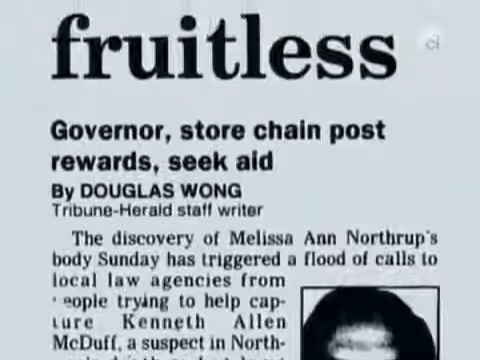 fruitless
Governor, store chain post
rewards, seek aid
By DOUGLAS WONG
Tribune-Herald staff writer
The discovery of Melissa Ann Northrup's
body Sunday has triggered a flood of calls to
local law agencies from
eople trying to help cap-
ture Kenneth Allen
McDuff, a suspect in North-